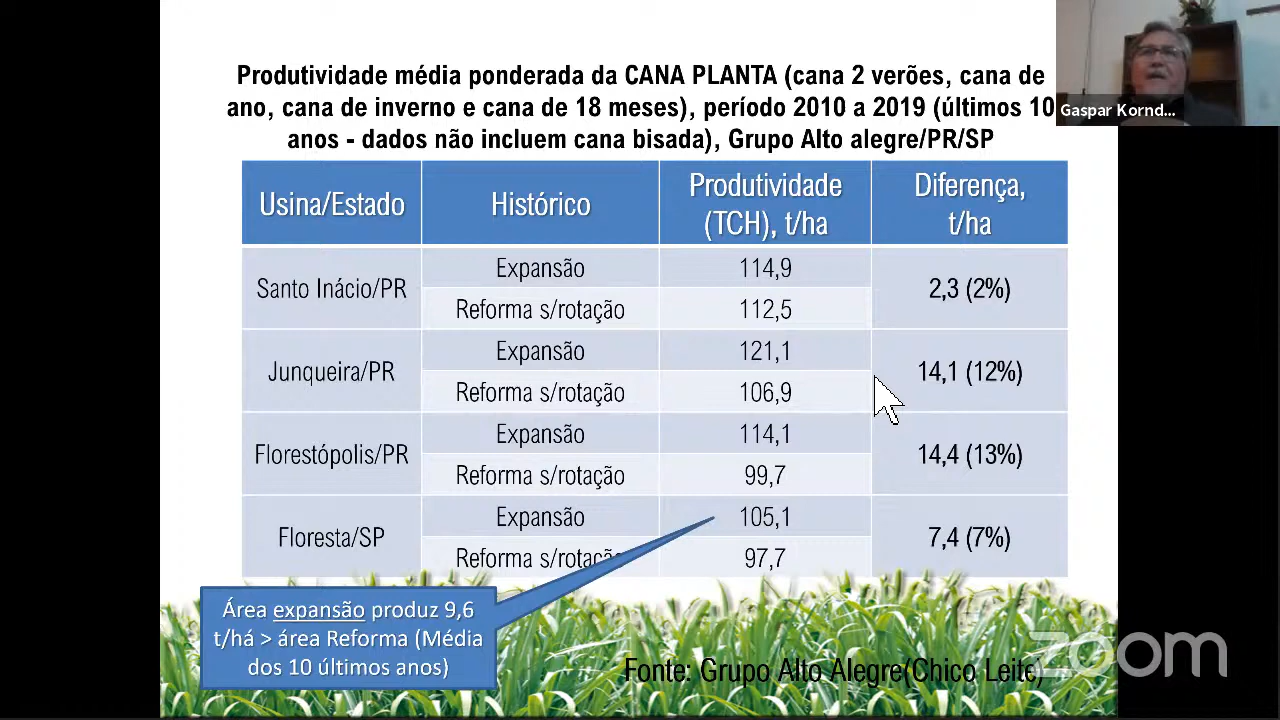 Produtividade média ponderada da CANA PLANTA (cana 2 verões, cana de
ano, cana de inverno e cana de 18 meses), período 2010 a 2019 (últimos 10
anos - dados não incluem cana bisada), Grupo Alto alegre/PR/SP
Gaspar Kornd...
Usina/Estado
Histórico
Produtividade
(TCH), t/ha
Diferença,
t/ha
Santo Inácio/PR
Expansão
114,9
2,3 (2%)
Reforma s/rotação
112,5
Junqueira/PR
Expansão
121,1
14,1 (12%)
Reforma s/rotação
106,9
Florestópolis/PR
Expansão
114,1
14,4 (13%)
Reforma s/rotação
99,7
Floresta/SP
Expansão
105,1
7,4 (7%)
Reforma s/rotação
97,7
Área expansão produz 9,6
t/há > área Reforma (Média
dos 10 últimos anos)
Fonte: Grupo Alto Alegre(Chico Leite)
zoom